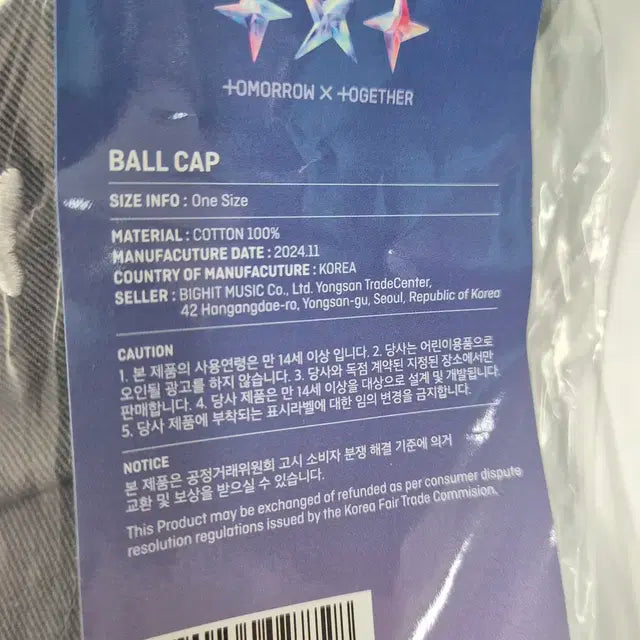 TOMORROW X TOGETHER
BALL CAP
SIZE INFO : One Size
MATERIAL : COTTON 100%
MANUFACTURE DATE : 2024.11
COUNTRY OF MANUFACTURE : KOREA
SELLER : BIGHIT MUSIC Co., Ltd. Yongsan TradeCenter,
42 Hangangdae-ro, Yongsan-gu, Seoul, Republic of Korea
CAUTION
1. 본 제품의 사용연령은 만 14세 이상 입니다. 2. 당사는 어린이용품으로
오인될 광고를 하지 않습니다. 3. 당사와 독점 계약된 지정된 장소에서만
판매합니다. 4. 당사 제품은 만 14세 이상을 대상으로 설계 및 개발됩니다.
5. 당사 제품에 부착되는 표시라벨에 대한 임의 변경을 금지합니다.
NOTICE
본 제품은 공정거래위원회 고시 소비자 분쟁 해결 기준에 의거
교환 및 보상을 받으실 수 있습니다.
This Product may be exchanged of refunded as per consumer dispute
resolution regulations issued by the Korea Fair Trade Commision.